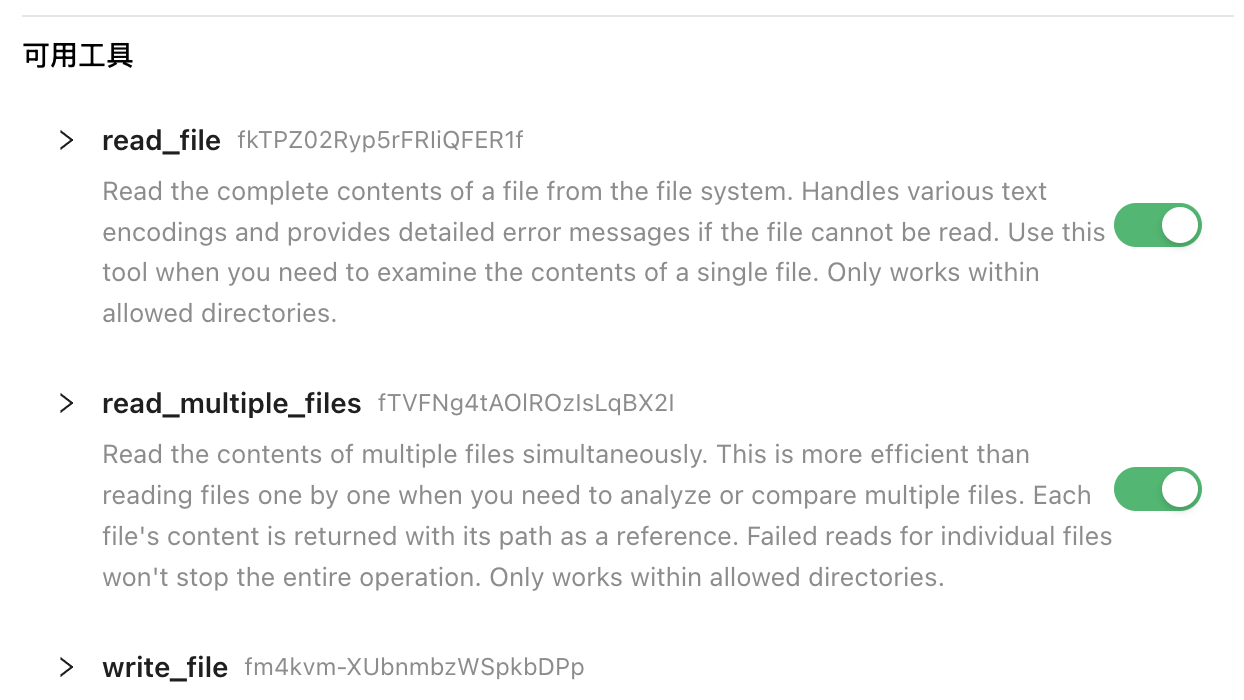 可用工具
read_file fkTPZ02Ryp5rFRIiQFER1f
Read the complete contents of a file from the file system. Handles various text
encodings and provides detailed error messages if the file cannot be read. Use this
tool when you need to examine the contents of a single file. Only works within
allowed directories.
read_multiple_files fTVFNg4tAOlROzIsLqBX2I
Read the contents of multiple files simultaneously. This is more efficient than
reading files one by one when you need to analyze or compare multiple files. Each
file's content is returned with its path as a reference. Failed reads for individual files
won't stop the entire operation. Only works within allowed directories.
write_file fm4kvm-XUbnmbzWSpkbDPp